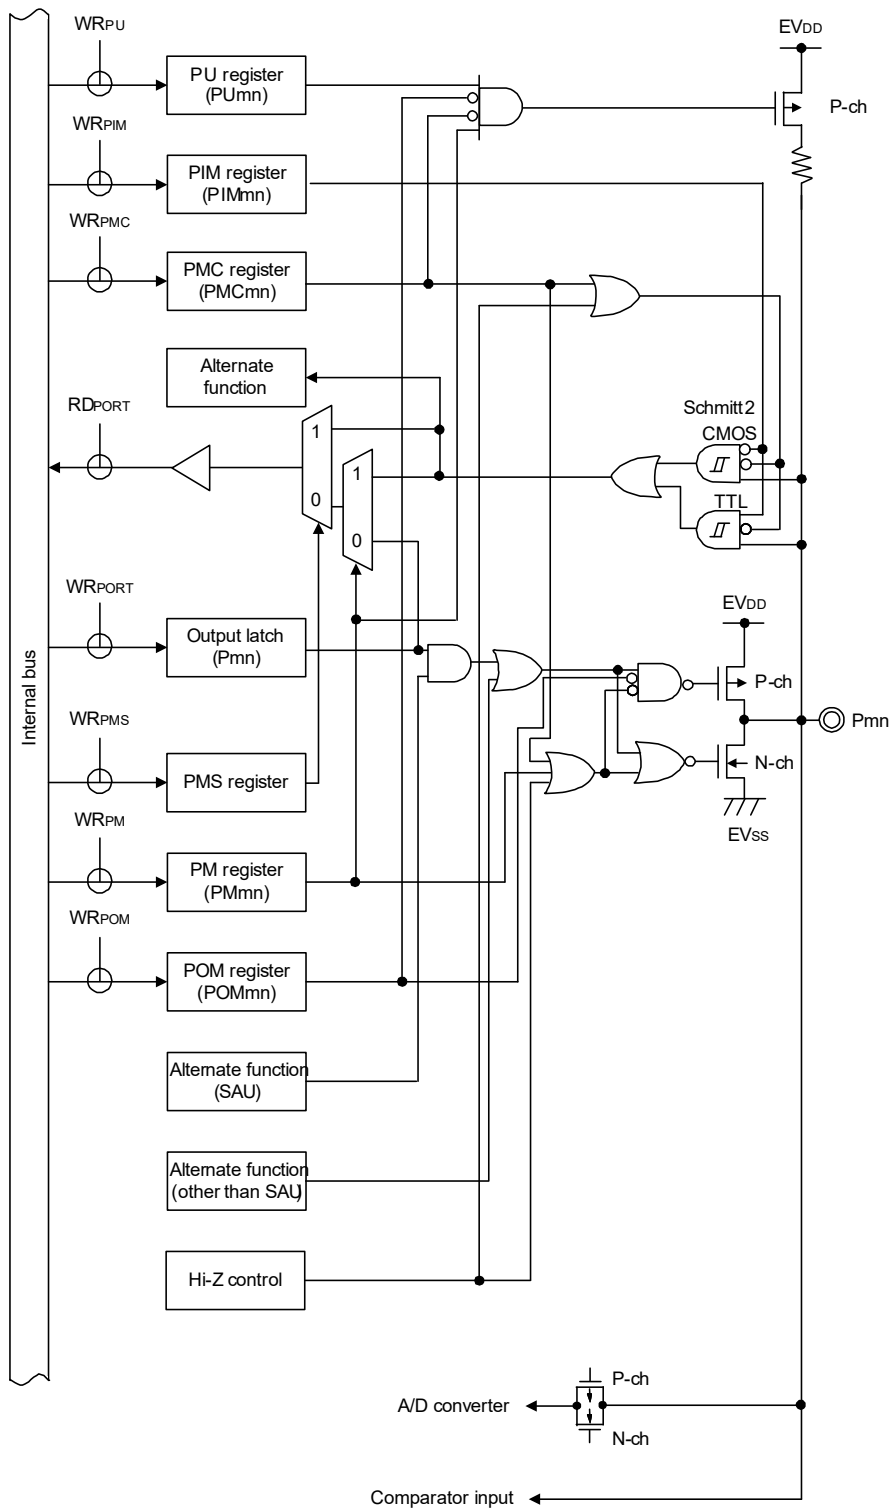 WRPU
PU register
(PUmn)
EVDD
P-ch
WRPIM
PIM register
(PIMmn)
WRPMC
PMC register
(PMCmn)
Alternate
function
RDPORT
1
0
1
0
Schmitt2
CMOS
TTL
WRPORT
Output latch
(Pmn)
EVDD
P-ch
Pmn
N-ch
EVSS
Internal bus
WRPMS
PMS register
WRPM
PM register
(PMmn)
WRPOM
POM register
(POMmn)
Alternate function
(SAU)
Alternate function
(other than SAU)
Hi-Z control
P-ch
A/D converter
N-ch
Comparator input